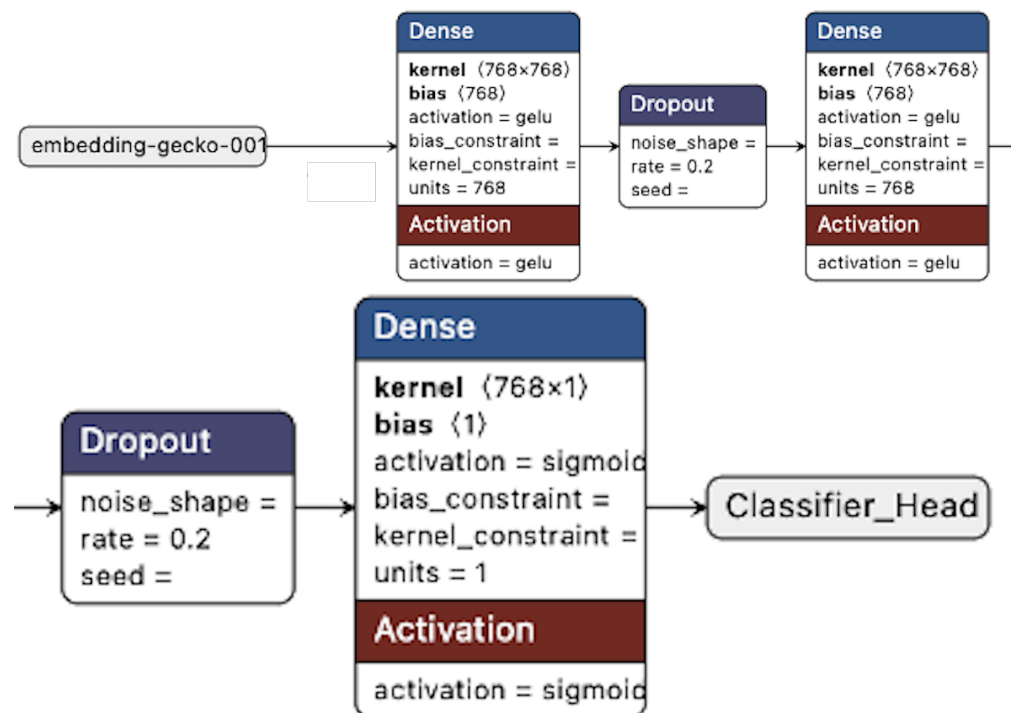 embedding-gecko-001
Dense
kernel ⟨768×768⟩
bias ⟨768⟩
activation = gelu
bias_constraint =
kernel_constraint =
units = 768
Activation
activation = gelu
Dropout
noise_shape =
rate = 0.2
seed =
Dense
kernel ⟨768×768⟩
bias ⟨768⟩
activation = gelu
bias_constraint =
kernel_constraint =
units = 768
Activation
activation = gelu
Dropout
noise_shape =
rate = 0.2
seed =
Dense
kernel ⟨768×1⟩
bias ⟨1⟩
activation = sigmoid
bias_constraint =
kernel_constraint =
units = 1
Activation
activation = sigmoid
Classifier_Head